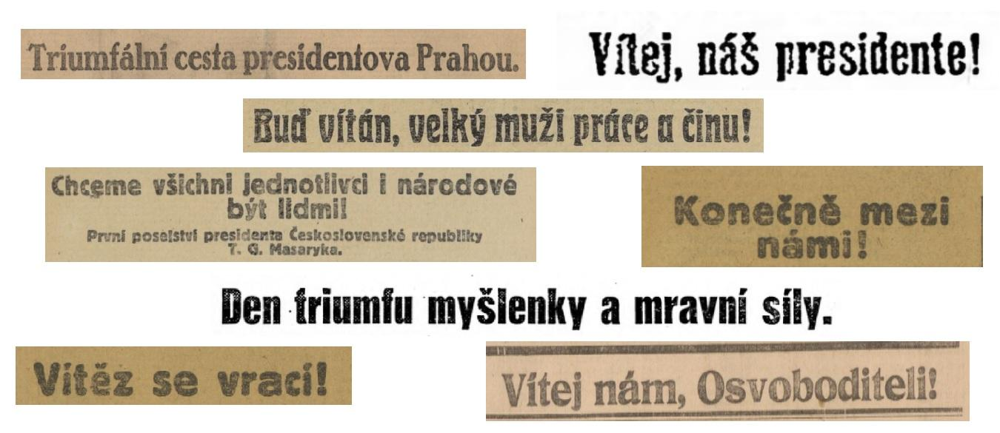 Triumfální cesta presidentova Prahou.
Vítej, náš presidente!
Buď vítán, velký muži práce a činu!
Chceme všichni jednotlivci i národové
být lidmi!
První poselství presidenta Československé republiky
T. G. Masaryka.
Konečně mezi
námi!
Den triumfu myšlenky a mravní síly.
Vítěz se vrací!
Vítej nám, Osvoboditeli!